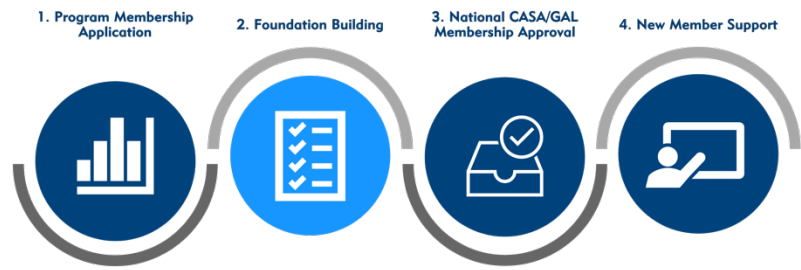 1. Program Membership
Application
2. Foundation Building
3. National CASA/GAL
Membership Approval
4. New Member Support